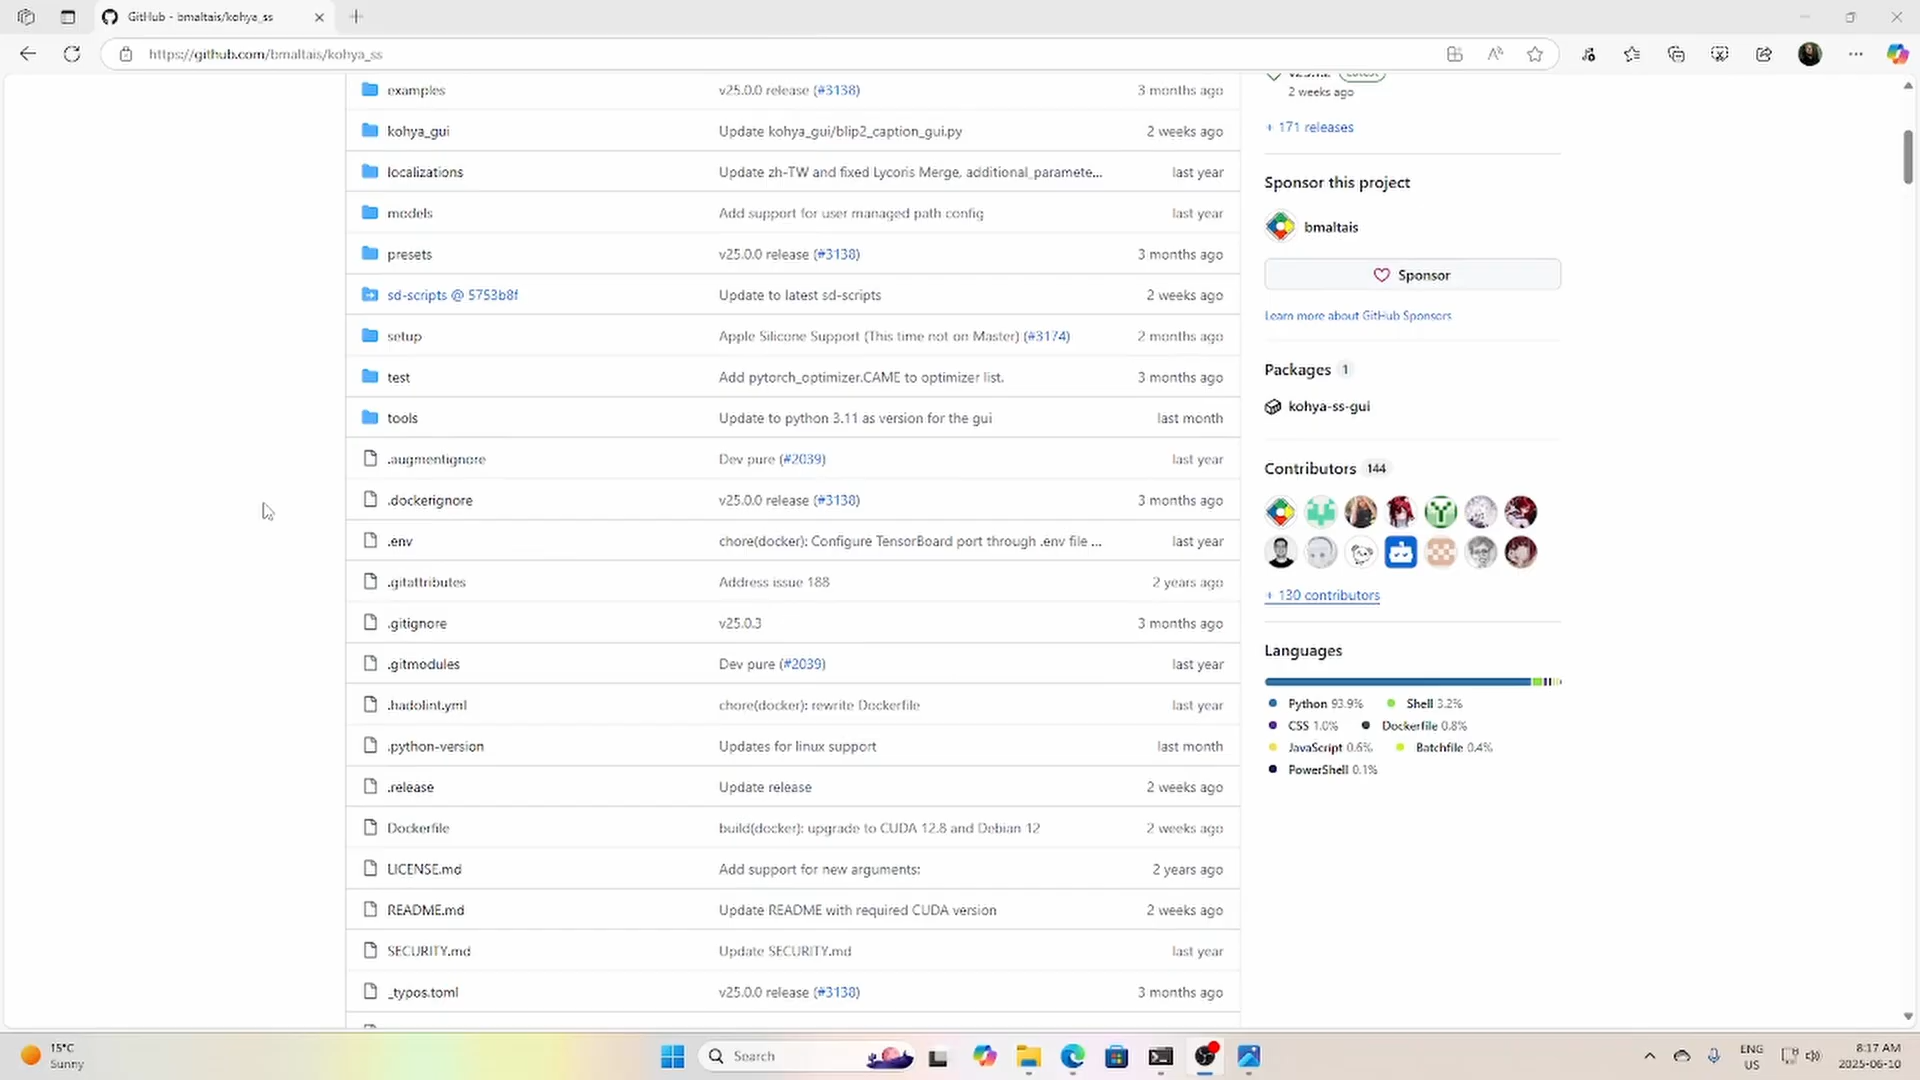 GitHub - bmaltais/kohya_ss
https://github.com/bmaltais/kohya_ss
examples v25.0.0 release (#3138) 3 months ago
kohya_gui Update kohya_gui/blip2_caption_gui.py 2 weeks ago
localizations Update zh-TW and fixed Lycoris Merge, additional_paramete... last year
models Add support for user managed path config last year
presets v25.0.0 release (#3138) 3 months ago
sd-scripts @ 5753b8f Update to latest sd-scripts 2 weeks ago
setup Apple Silicone Support (This time not on Master) (#3174) 2 months ago
test Add pytorch_optimizer.CAME to optimizer list. 3 months ago
tools Update to python 3.11 as version for the gui last month
.augmentignore Dev pure (#2039) last year
.dockerignore v25.0.0 release (#3138) 3 months ago
.env chore(docker): Configure TensorBoard port through .env file ... last year
.gitattributes Address issue 188 2 years ago
.gitignore v25.0.3 3 months ago
.gitmodules Dev pure (#2039) last year
.hadolint.yml chore(docker): rewrite Dockerfile last year
.python-version Updates for linux support last month
.release Update release 2 weeks ago
Dockerfile build(docker): upgrade to CUDA 12.8 and Debian 12 2 weeks ago
LICENSE.md Add support for new arguments: 2 years ago
README.md Update README with required CUDA version 2 weeks ago
SECURITY.md Update SECURITY.md last year
_typos.toml v25.0.0 release (#3138) 3 months ago
2 weeks ago
+ 171 releases
Sponsor this project
bmaltais
Sponsor
Learn more about GitHub Sponsors
Packages 1
kohya-ss-gui
Contributors 144
+ 130 contributors
Languages
Python 93.9% Shell 3.2%
CSS 1.0% Dockerfile 0.8%
JavaScript 0.6% Batchfile 0.4%
PowerShell 0.1%
15°C
Sunny
Search
ENG
US
8:17 AM
2025-06-10